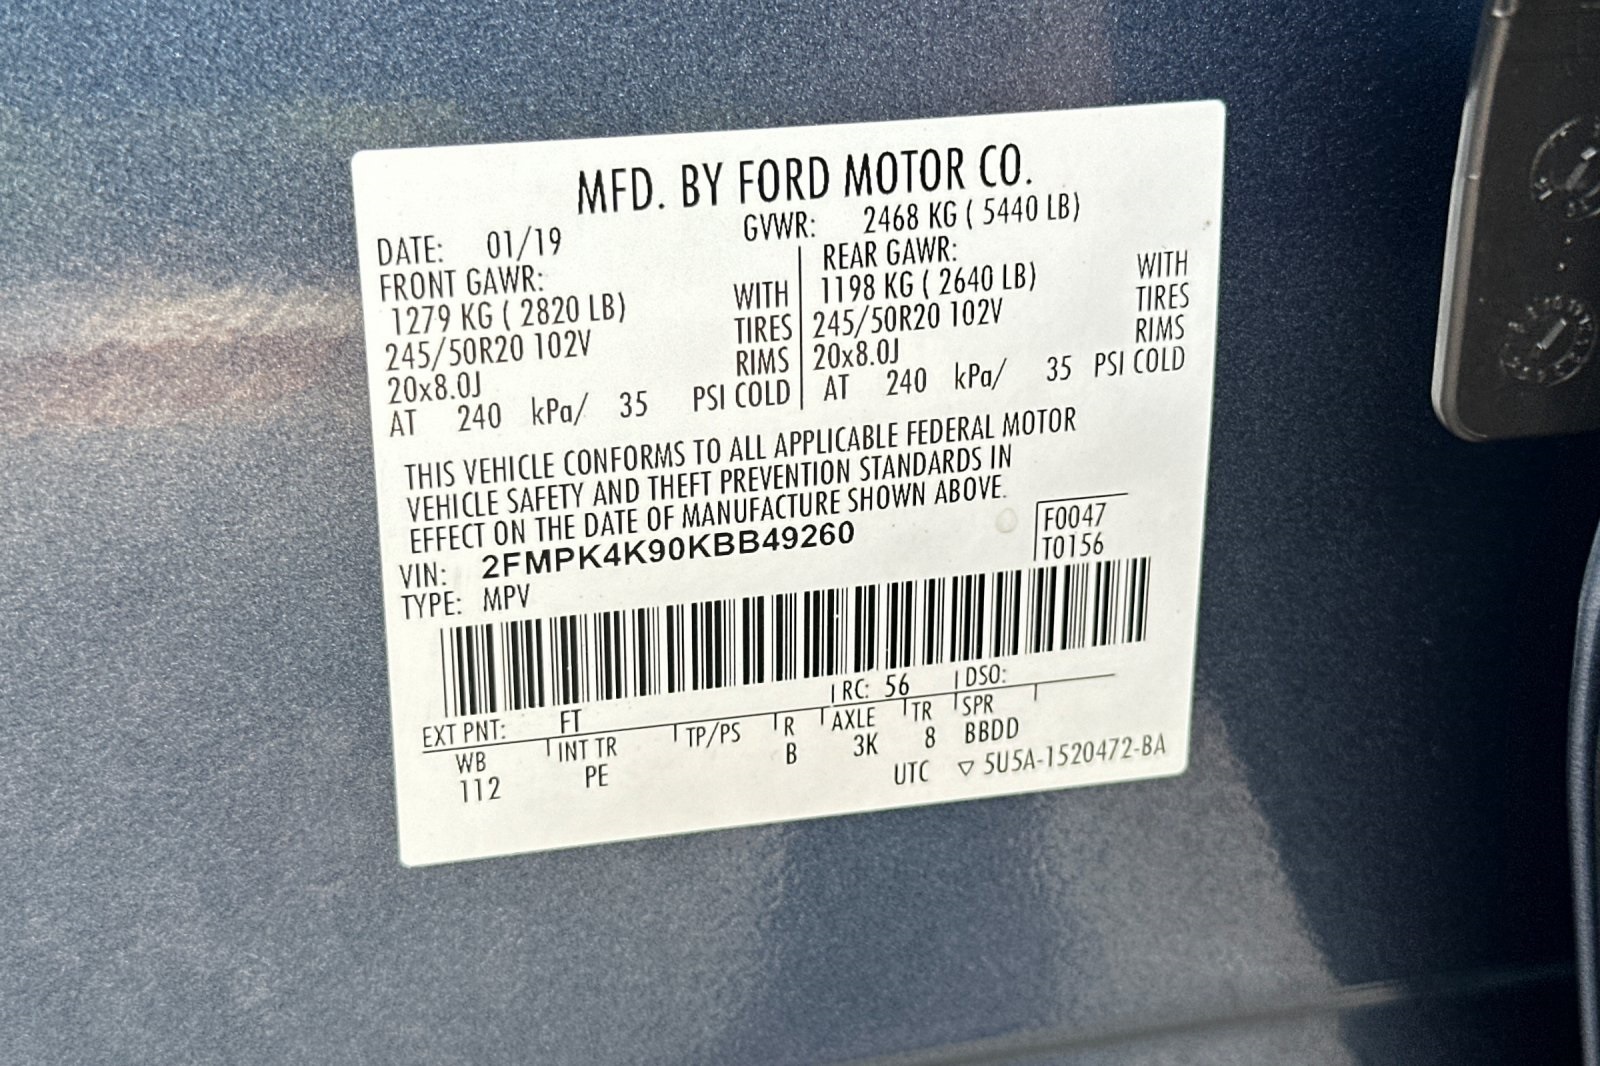 MFD. BY FORD MOTOR CO.
DATE: 01/19 GVWR: 2468 KG ( 5440 LB)
FRONT GAWR: REAR GAWR:
1279 KG ( 2820 LB) WITH 1198 KG ( 2640 LB) WITH
245/50R20 102V TIRES 245/50R20 102V TIRES
20x8.0J RIMS 20x8.0J RIMS
AT 240 kPa/ 35 PSI COLD AT 240 kPa/ 35 PSI COLD
THIS VEHICLE CONFORMS TO ALL APPLICABLE FEDERAL MOTOR
VEHICLE SAFETY AND THEFT PREVENTION STANDARDS IN
EFFECT ON THE DATE OF MANUFACTURE SHOWN ABOVE.
VIN: 2FMPK4K90KBB49260 F0047
TYPE: MPV T0156
EXT PNT: FT RC: 56 DSO:
WB INT TR TP/PS R AXLE TR SPR
112 PE B 3K 8 BBDD
UTC ▽ 5U5A-1520472-BA